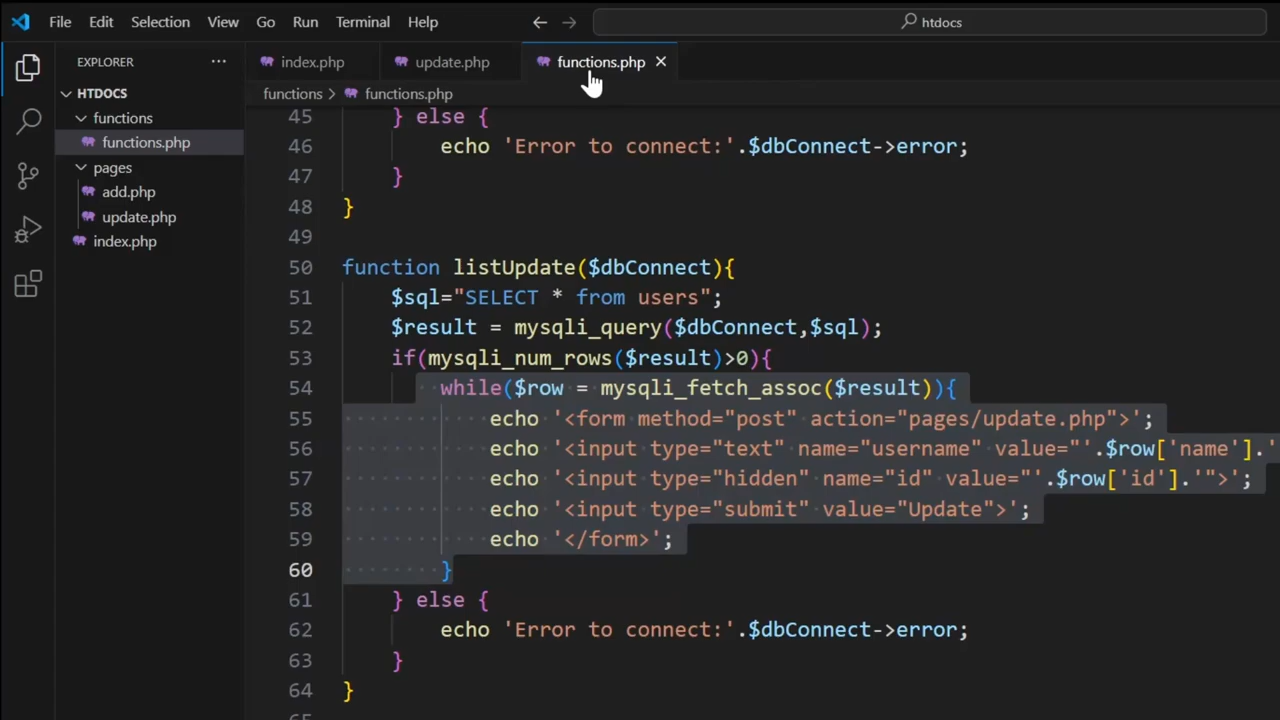 File Edit Selection View Go Run Terminal Help
htdocs
EXPLORER ···
HTDOCS
functions
functions.php
pages
add.php
update.php
index.php
index.php update.php functions.php
functions > functions.php
45 } else {
46 echo 'Error to connect:'.$dbConnect->error;
47 }
48 }
49
50 function listUpdate($dbConnect){
51 $sql="SELECT * from users";
52 $result = mysqli_query($dbConnect,$sql);
53 if(mysqli_num_rows($result)>0){
54 while($row = mysqli_fetch_assoc($result)){
55 echo '<form method="post" action="pages/update.php">';
56 echo '<input type="text" name="username" value="'.$row['name'].'
57 echo '<input type="hidden" name="id" value="'.$row['id'].'">';
58 echo '<input type="submit" value="Update">';
59 echo '</form>';
60 }
61 } else {
62 echo 'Error to connect:'.$dbConnect->error;
63 }
64 }
65